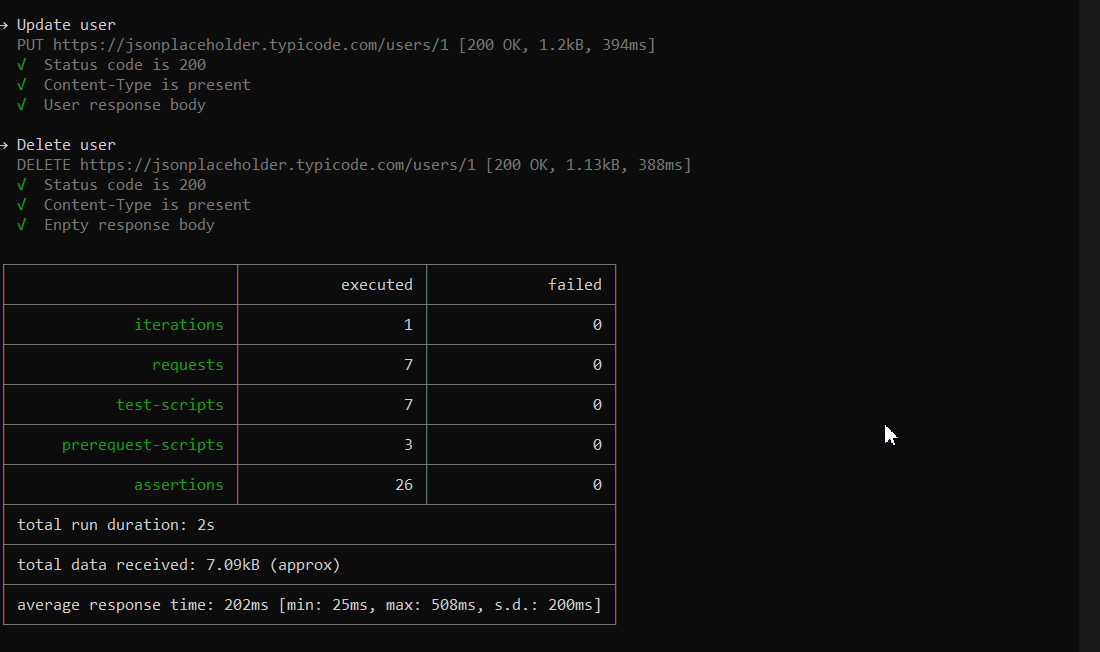 → Update user
PUT https://jsonplaceholder.typicode.com/users/1 [200 OK, 1.2kB, 394ms]
√ Status code is 200
√ Content-Type is present
√ User response body
→ Delete user
DELETE https://jsonplaceholder.typicode.com/users/1 [200 OK, 1.13kB, 388ms]
√ Status code is 200
√ Content-Type is present
√ Enpty response body
executed failed
iterations 1 0
requests 7 0
test-scripts 7 0
prerequest-scripts 3 0
assertions 26 0
total run duration: 2s
total data received: 7.09kB (approx)
average response time: 202ms [min: 25ms, max: 508ms, s.d.: 200ms]